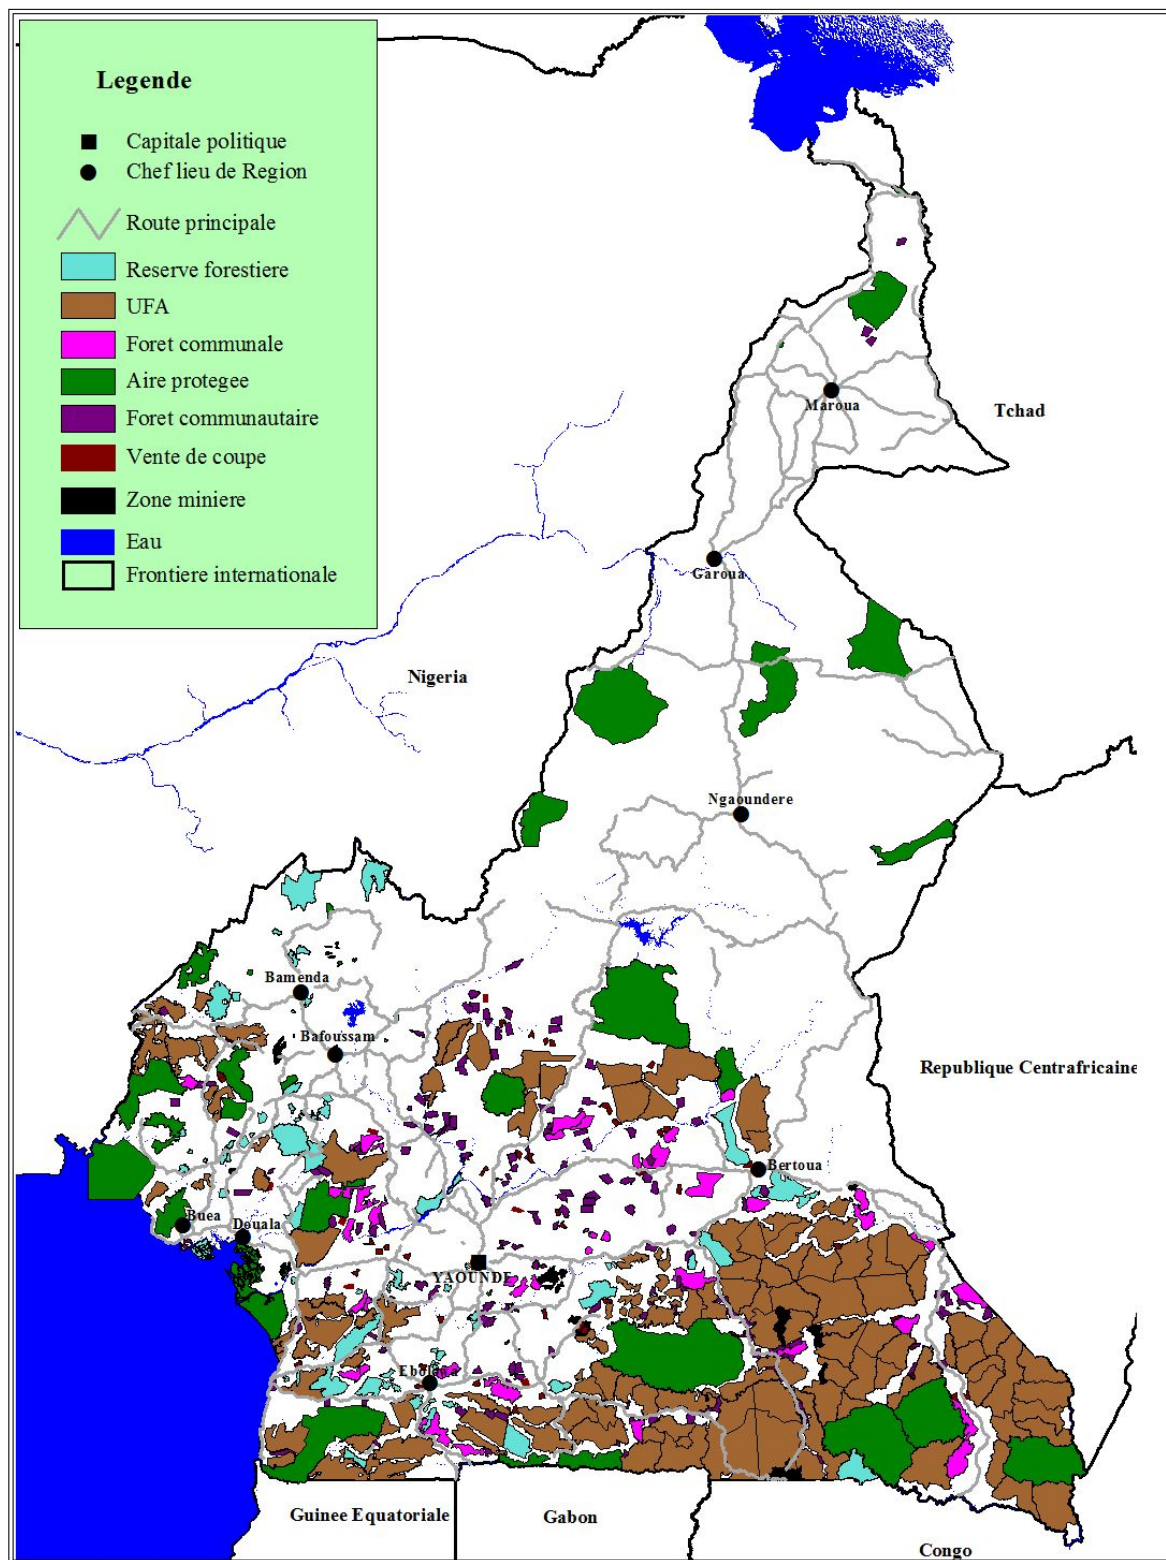 Legende
Capitale politique
Chef lieu de Region
Route principale
Reserve forestiere
UFA
Foret communale
Aire protegee
Foret communautaire
Vente de coupe
Zone miniere
Eau
Frontiere internationale
Maroua
Tchad
Garoua
Nigeria
Ngaoundere
Bamenda
Bafoussam
Republique Centrafricaine
Bertoua
Buea
Douala
YAOUNDE
Ebolowa
Guinee Equatoriale
Gabon
Congo